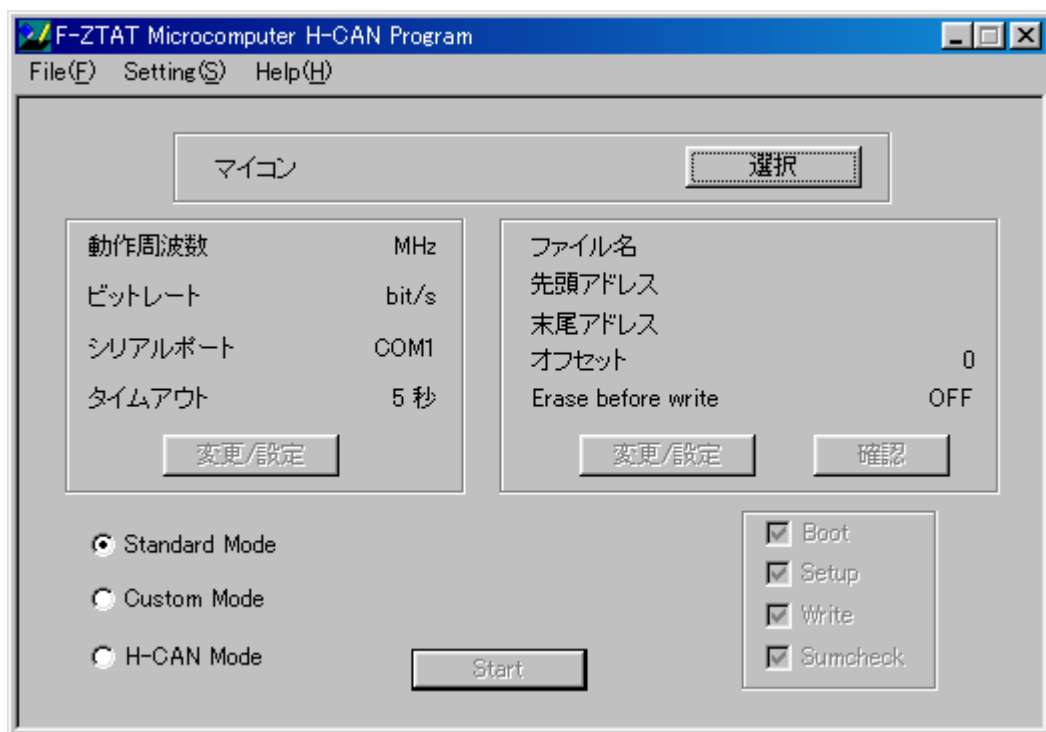 F-ZTAT Microcomputer H-CAN Program
File(F) Setting(S) Help(H)
マイコン 選択
動作周波数 MHz
ビットレート bit/s
シリアルポート COM1
タイムアウト 5 秒
変更/設定
ファイル名
先頭アドレス
末尾アドレス
オフセット 0
Erase before write OFF
変更/設定 確認
Standard Mode
Custom Mode
H-CAN Mode
Start
Boot
Setup
Write
Sumcheck